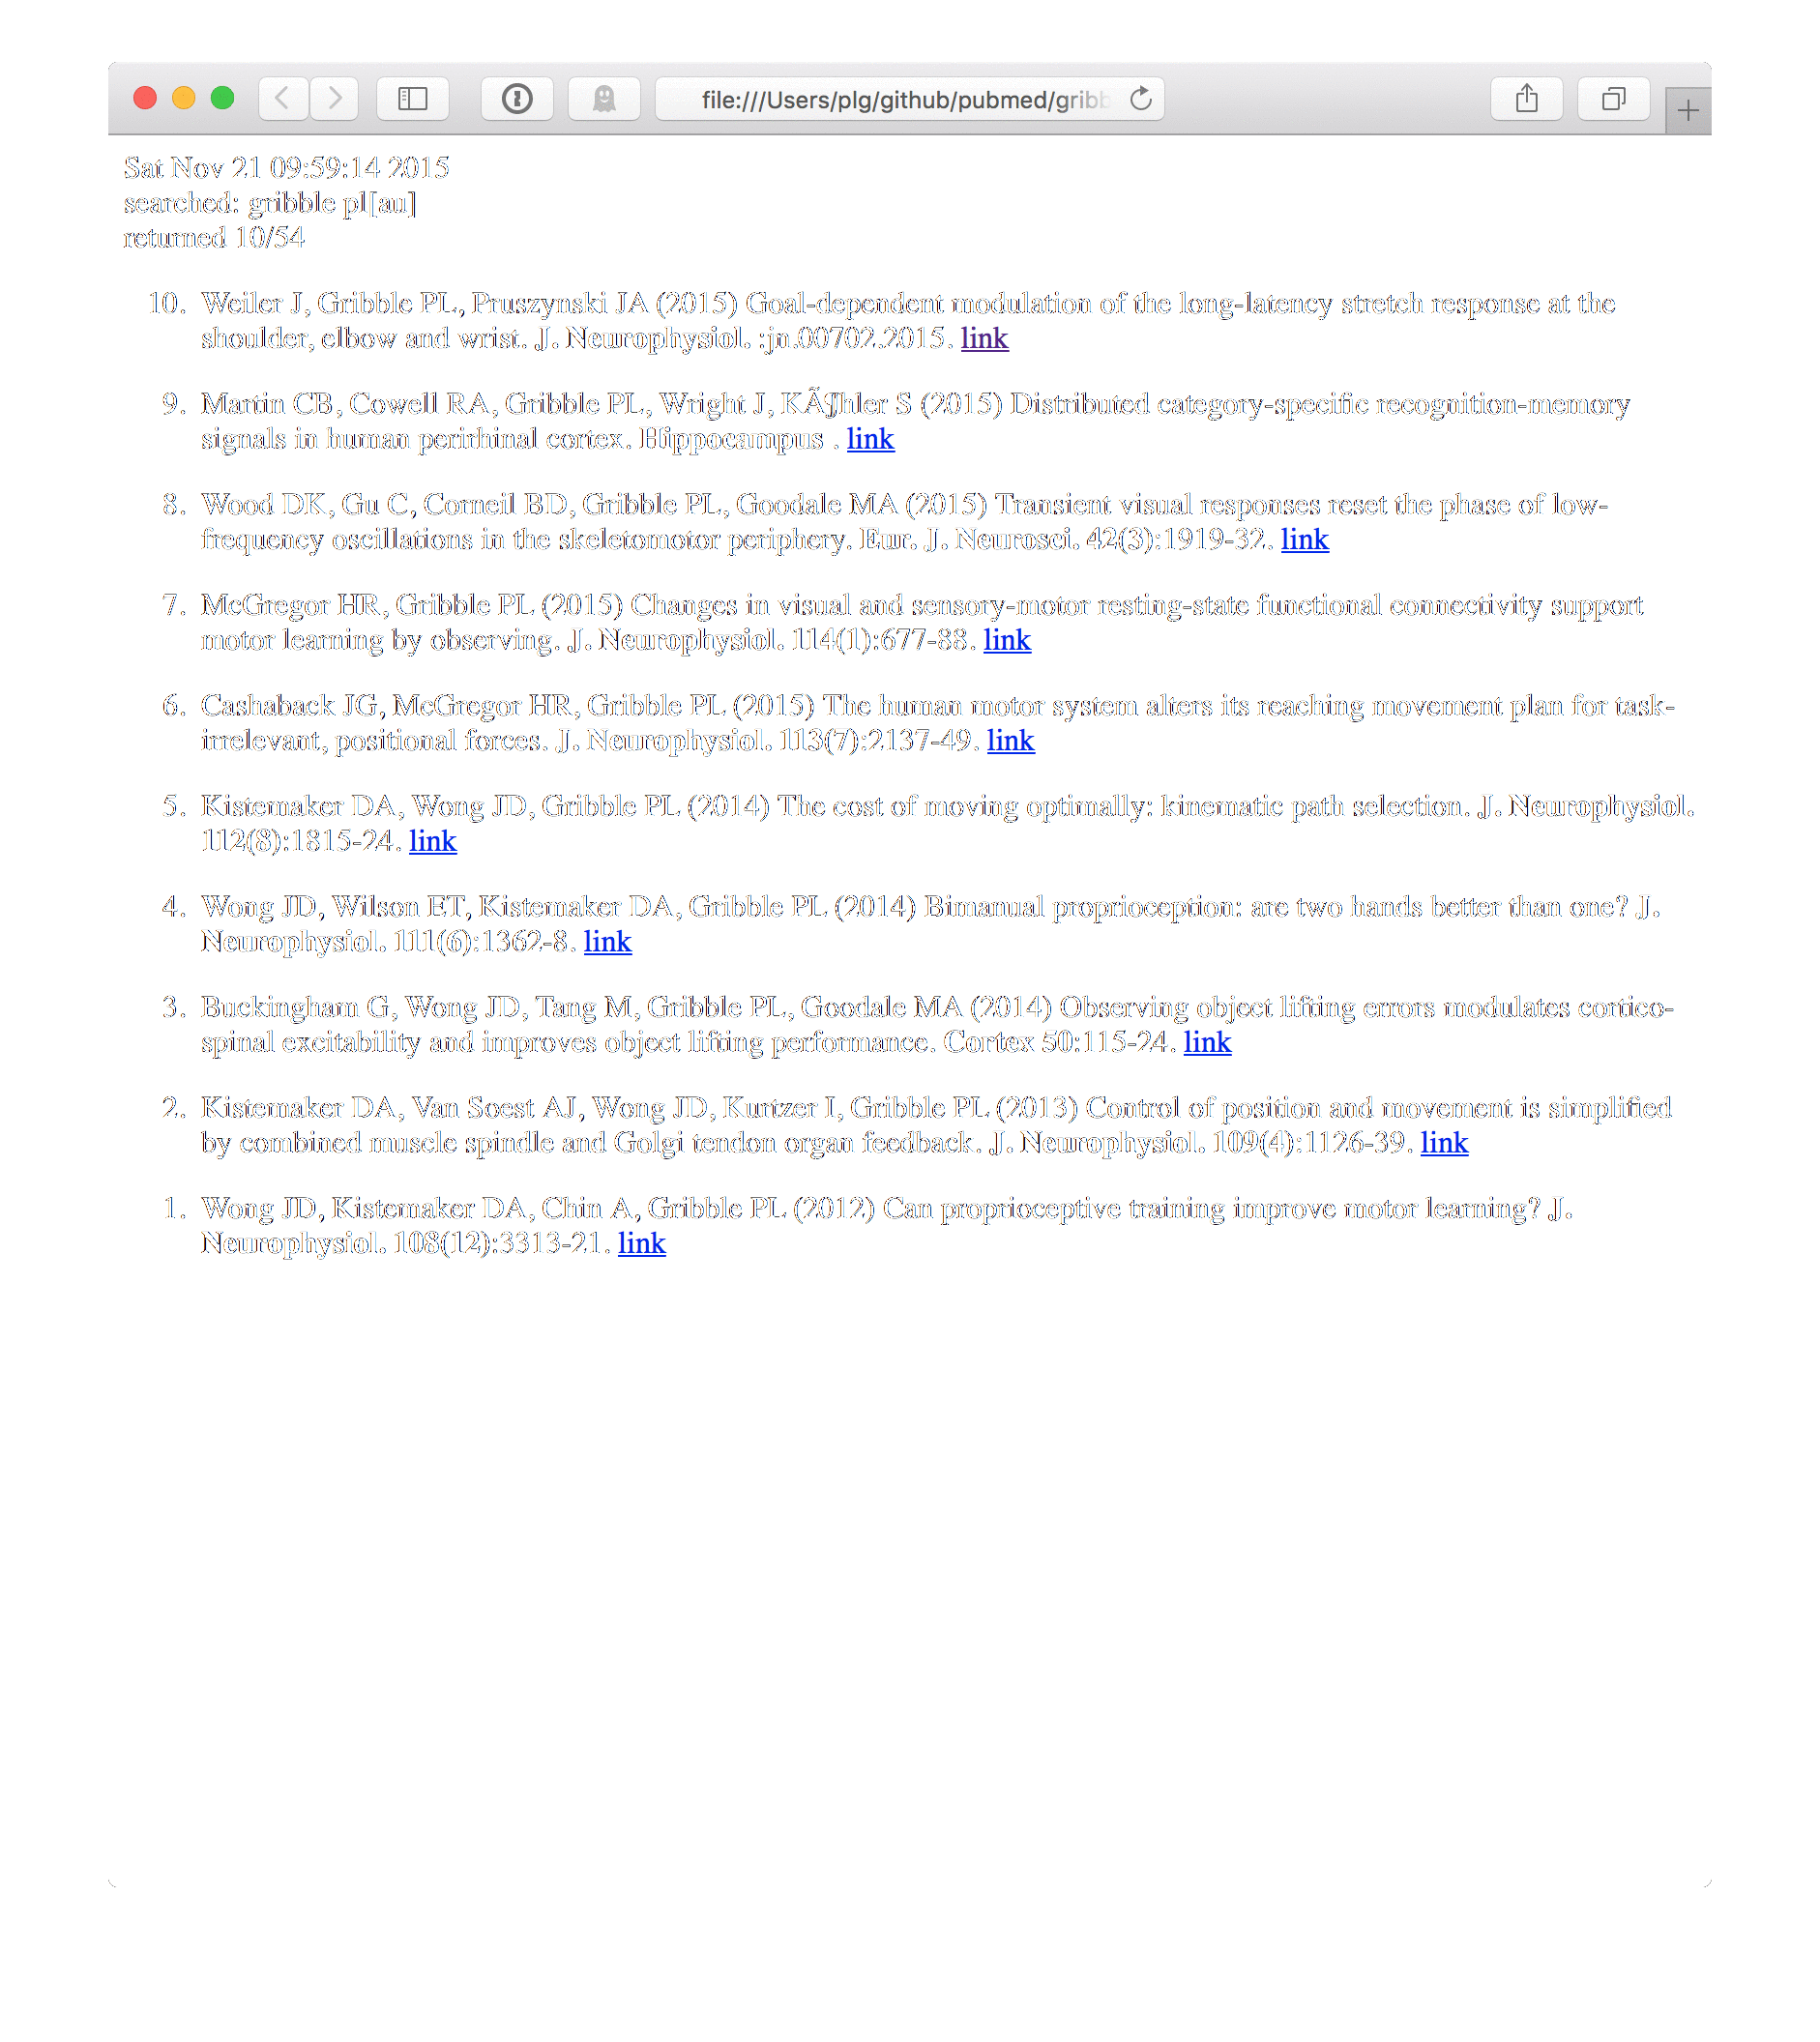 file:///Users/plg/github/pubmed/gribb
Sat Nov 21 09:59:14 2015
searched: gribble pl[au]
returned 10/54
10. Weiler J, Gribble PL, Pruszynski JA (2015) Goal-dependent modulation of the long-latency stretch response at the
shoulder, elbow and wrist. J. Neurophysiol. :jn.00702.2015. link
9. Martin CB, Cowell RA, Gribble PL, Wright J, KÃ¶hler S (2015) Distributed category-specific recognition-memory
signals in human perirhinal cortex. Hippocampus . link
8. Wood DK, Gu C, Corneil BD, Gribble PL, Goodale MA (2015) Transient visual responses reset the phase of low-
frequency oscillations in the skeletomotor periphery. Eur. J. Neurosci. 42(3):1919-32. link
7. McGregor HR, Gribble PL (2015) Changes in visual and sensory-motor resting-state functional connectivity support
motor learning by observing. J. Neurophysiol. 114(1):677-88. link
6. Cashaback JG, McGregor HR, Gribble PL (2015) The human motor system alters its reaching movement plan for task-
irrelevant, positional forces. J. Neurophysiol. 113(7):2137-49. link
5. Kistemaker DA, Wong JD, Gribble PL (2014) The cost of moving optimally: kinematic path selection. J. Neurophysiol.
112(8):1815-24. link
4. Wong JD, Wilson ET, Kistemaker DA, Gribble PL (2014) Bimanual proprioception: are two hands better than one? J.
Neurophysiol. 111(6):1362-8. link
3. Buckingham G, Wong JD, Tang M, Gribble PL, Goodale MA (2014) Observing object lifting errors modulates cortico-
spinal excitability and improves object lifting performance. Cortex 50:115-24. link
2. Kistemaker DA, Van Soest AJ, Wong JD, Kurtzer I, Gribble PL (2013) Control of position and movement is simplified
by combined muscle spindle and Golgi tendon organ feedback. J. Neurophysiol. 109(4):1126-39. link
1. Wong JD, Kistemaker DA, Chin A, Gribble PL (2012) Can proprioceptive training improve motor learning? J.
Neurophysiol. 108(12):3313-21. link